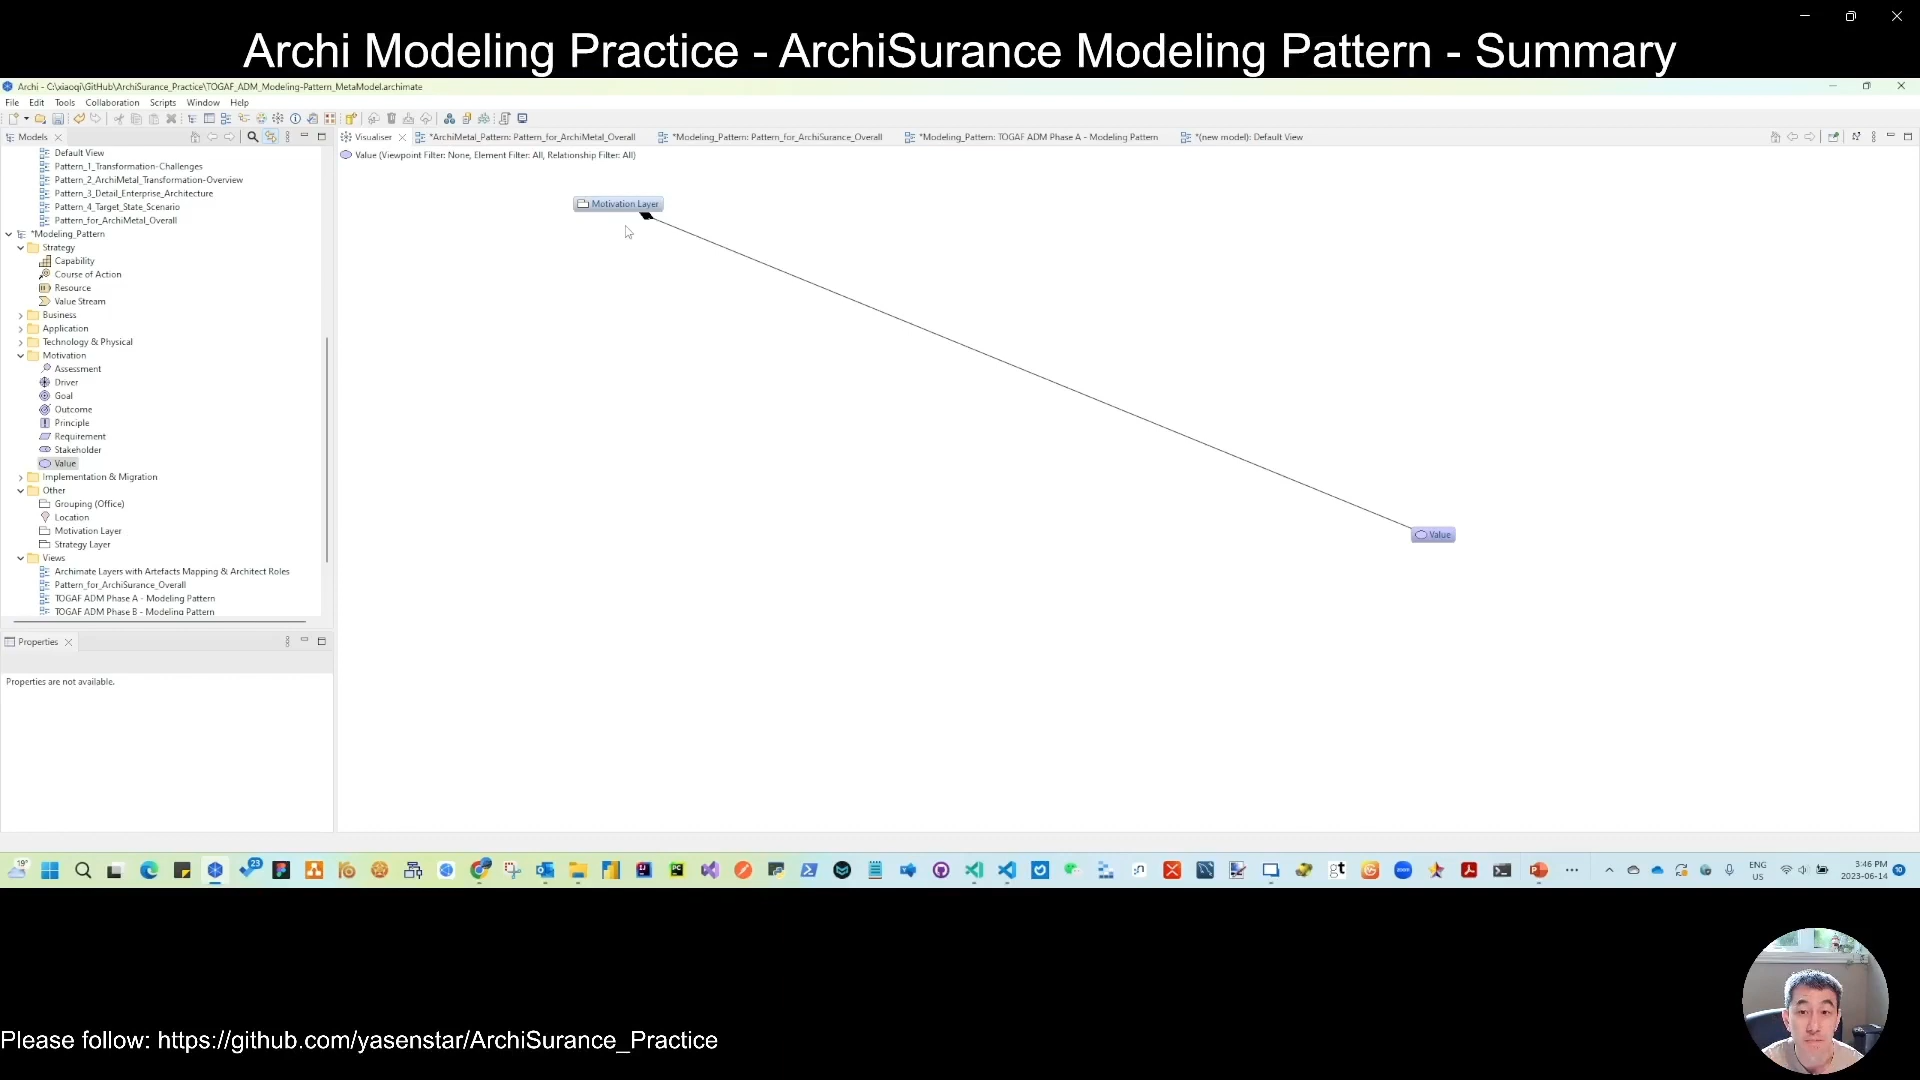 Archi Modeling Practice - ArchiSurance Modeling Pattern - Summary
Archi - C:\xiaoqi\GitHub\ArchiSurance_Practice\TOGAF_ADM_Modeling-Pattern_MetaModel.archimate
File Edit Tools Collaboration Scripts Window Help
Models
Visualiser
*ArchiMetal_Pattern: Pattern_for_ArchiMetal_Overall
*Modeling_Pattern: Pattern_for_ArchiSurance_Overall
*Modeling_Pattern: TOGAF ADM Phase A - Modeling Pattern
*(new model): Default View
Value (Viewpoint Filter: None, Element Filter: All, Relationship Filter: All)
Default View
Pattern_1_Transformation-Challenges
Pattern_2_ArchiMetal_Transformation-Overview
Pattern_3_Detail_Enterprise_Architecture
Pattern_4_Target_State_Scenario
Pattern_for_ArchiMetal_Overall
*Modeling_Pattern
Strategy
Capability
Course of Action
Resource
Value Stream
Business
Application
Technology & Physical
Motivation
Assessment
Driver
Goal
Outcome
Principle
Requirement
Stakeholder
Value
Implementation & Migration
Other
Grouping (Office)
Location
Motivation Layer
Strategy Layer
Views
Archimate Layers with Artefacts Mapping & Architect Roles
Pattern_for_ArchiSurance_Overall
TOGAF ADM Phase A - Modeling Pattern
TOGAF ADM Phase B - Modeling Pattern
Motivation Layer
Value
Properties
Properties are not available.
19°
23
gt
zoom
ENG
US
3:46 PM
2023-06-14
10
Please follow: https://github.com/yasenstar/ArchiSurance_Practice